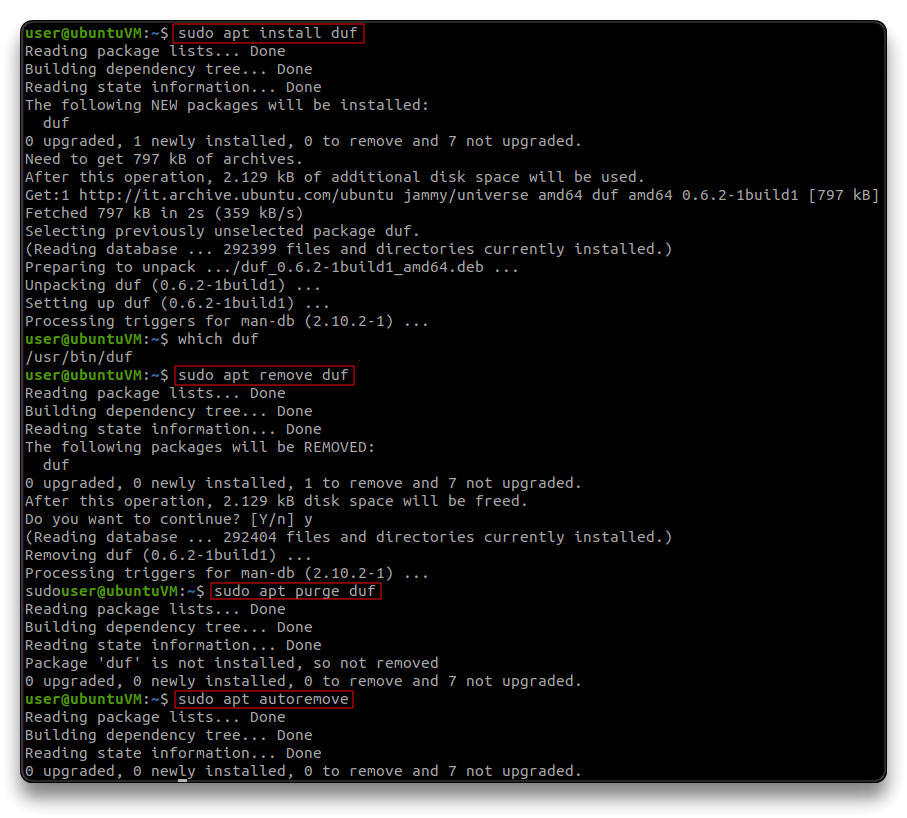 user@ubuntuVM:~$ sudo apt install duf
Reading package lists... Done
Building dependency tree... Done
Reading state information... Done
The following NEW packages will be installed:
  duf
0 upgraded, 1 newly installed, 0 to remove and 7 not upgraded.
Need to get 797 kB of archives.
After this operation, 2.129 kB of additional disk space will be used.
Get:1 http://it.archive.ubuntu.com/ubuntu jammy/universe amd64 duf amd64 0.6.2-1build1 [797 kB]
Fetched 797 kB in 2s (359 kB/s)
Selecting previously unselected package duf.
(Reading database ... 292399 files and directories currently installed.)
Preparing to unpack .../duf_0.6.2-1build1_amd64.deb ...
Unpacking duf (0.6.2-1build1) ...
Setting up duf (0.6.2-1build1) ...
Processing triggers for man-db (2.10.2-1) ...
user@ubuntuVM:~$ which duf
/usr/bin/duf
user@ubuntuVM:~$ sudo apt remove duf
Reading package lists... Done
Building dependency tree... Done
Reading state information... Done
The following packages will be REMOVED:
  duf
0 upgraded, 0 newly installed, 1 to remove and 7 not upgraded.
After this operation, 2.129 kB disk space will be freed.
Do you want to continue? [Y/n] y
(Reading database ... 292404 files and directories currently installed.)
Removing duf (0.6.2-1build1) ...
Processing triggers for man-db (2.10.2-1) ...
sudouser@ubuntuVM:~$ sudo apt purge duf
Reading package lists... Done
Building dependency tree... Done
Reading state information... Done
Package 'duf' is not installed, so not removed
0 upgraded, 0 newly installed, 0 to remove and 7 not upgraded.
user@ubuntuVM:~$ sudo apt autoremove
Reading package lists... Done
Building dependency tree... Done
Reading state information... Done
0 upgraded, 0 newly installed, 0 to remove and 7 not upgraded.